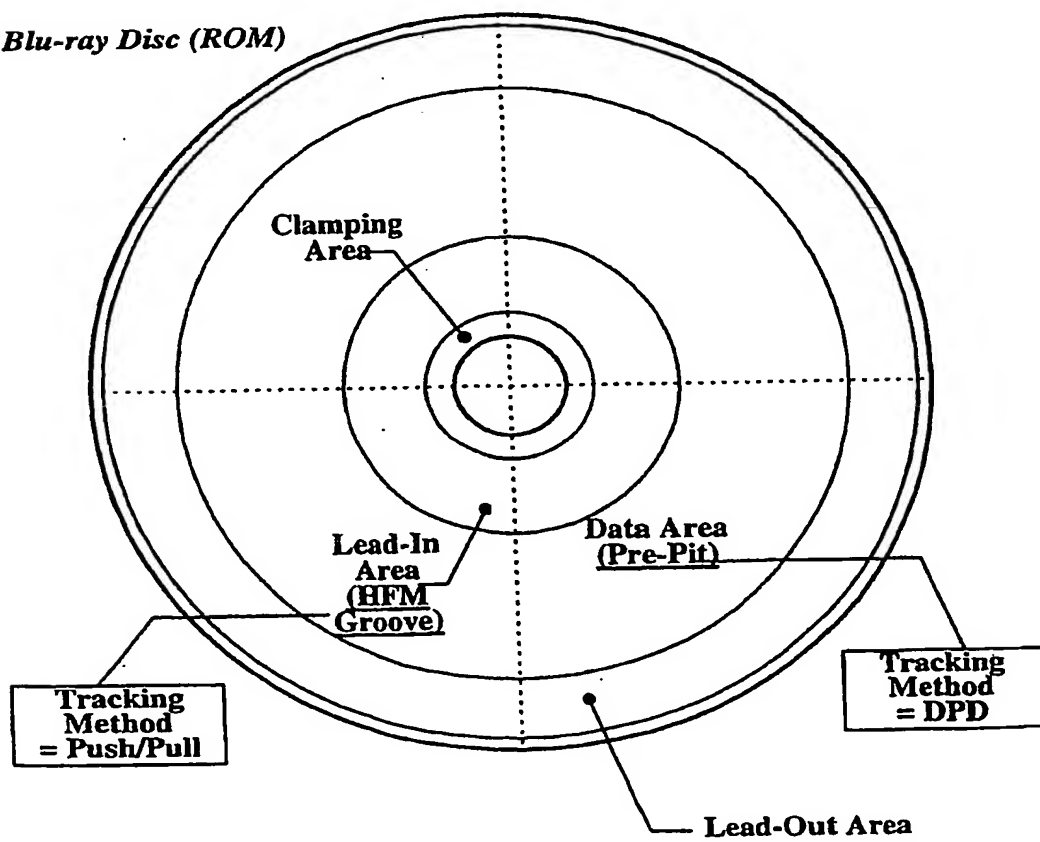 Blu-ray Disc (ROM)
Clamping
Area
Lead-In
Area
(HFM
Groove)
Data Area
(Pre-Pit)
Tracking
Method
= Push/Pull
Tracking
Method
= DPD
Lead-Out Area